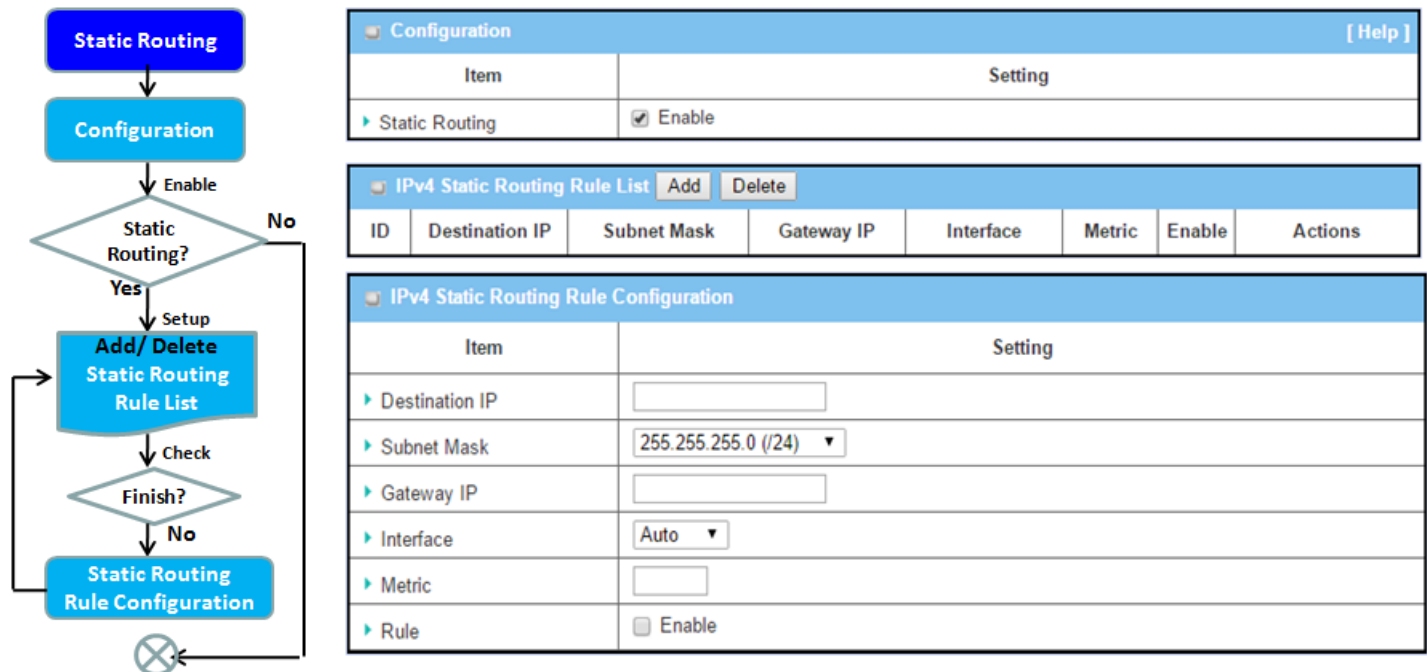 Static Routing
Configuration
Enable
Static
Routing?
No
Yes
Setup
Add/ Delete
Static Routing
Rule List
Check
Finish?
No
Static Routing
Rule Configuration
Configuration [ Help ]
Item Setting
Static Routing Enable
IPv4 Static Routing Rule List Add Delete
ID Destination IP Subnet Mask Gateway IP Interface Metric Enable Actions
IPv4 Static Routing Rule Configuration
Item Setting
Destination IP
Subnet Mask 255.255.255.0 (/24)
Gateway IP
Interface Auto
Metric
Rule Enable